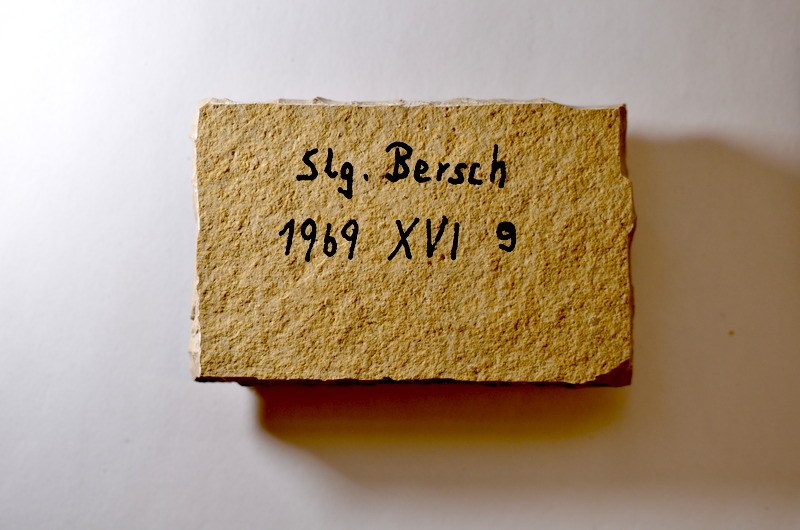 Slg. Bersch
1969 XVI 9